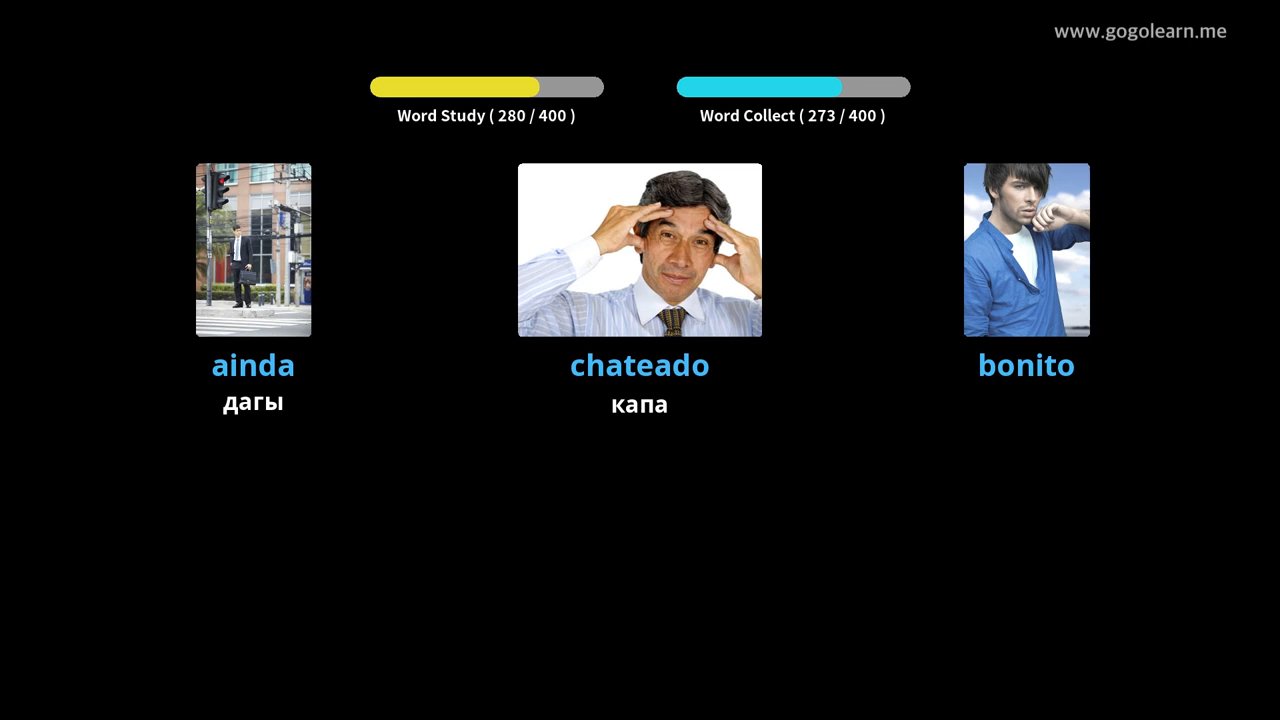 www.gogolearn.me
Word Study ( 280 / 400 )
Word Collect ( 273 / 400 )
ainda
chateado
bonito
дагы
капа